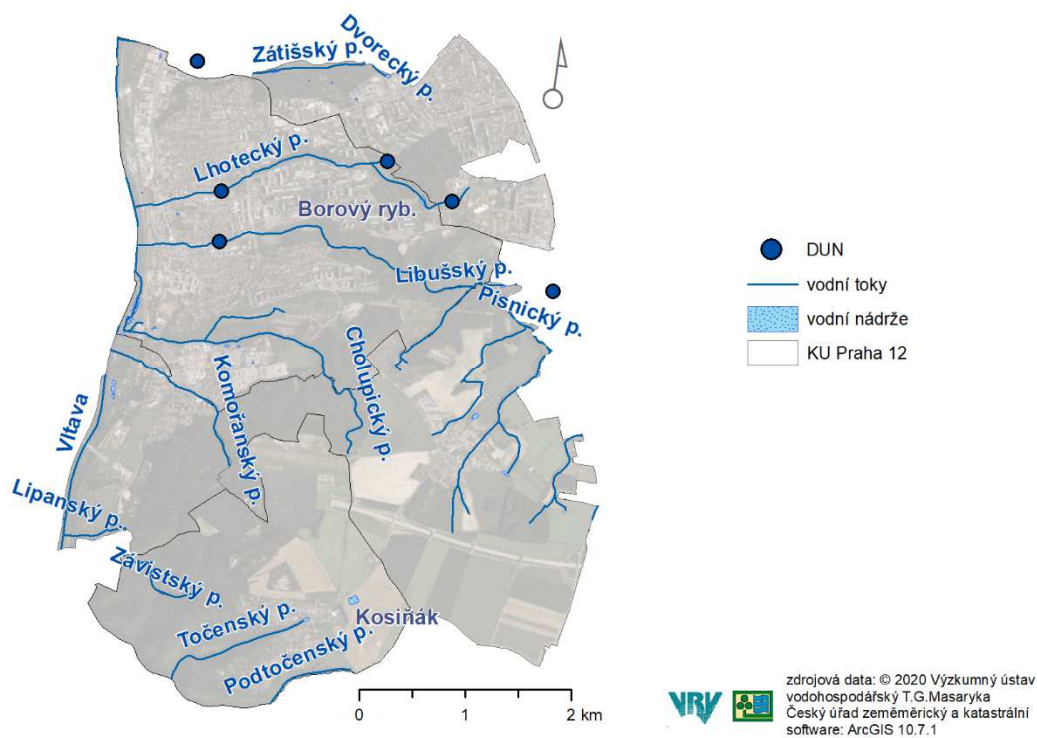 Dvorecký p.
Zátišský p.
Lhotecký p.
Borový ryb.
Libušský p.
Písnický p.
Cholupický p.
Komořanský p.
Vltava
Lipanský p.
Závistský p.
Točenský p.
Kosiňák
Podtočenský p.
0 1 2 km
DUN
vodní toky
vodní nádrže
KU Praha 12
VRV
zdrojová data: © 2020 Výzkumný ústav
vodohospodářský T.G.Masaryka
Český úřad zeměměrický a katastrální
software: ArcGIS 10.7.1